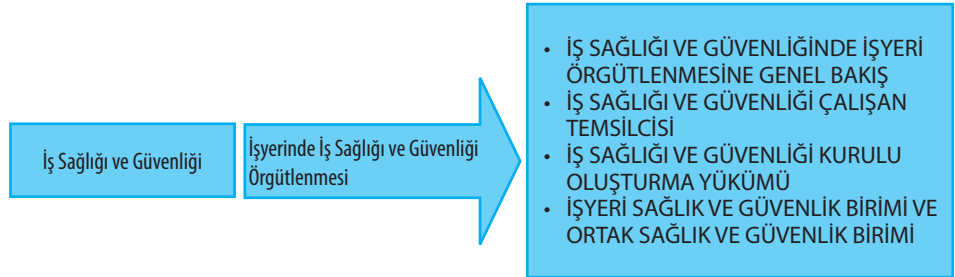 İş Sağlığı ve Güvenliği
İşyerinde İş Sağlığı ve Güvenliği
Örgütlenmesi
• İŞ SAĞLIĞI VE GÜVENLİĞİNDE İŞYERİ
ÖRGÜTLENMESİNE GENEL BAKIŞ
• İŞ SAĞLIĞI VE GÜVENLİĞİ ÇALIŞAN
TEMSİLCİSİ
• İŞ SAĞLIĞI VE GÜVENLİĞİ KURULU
OLUŞTURMA YÜKÜMÜ
• İŞYERİ SAĞLIK VE GÜVENLİK BİRİMİ VE
ORTAK SAĞLIK VE GÜVENLİK BİRİMİ